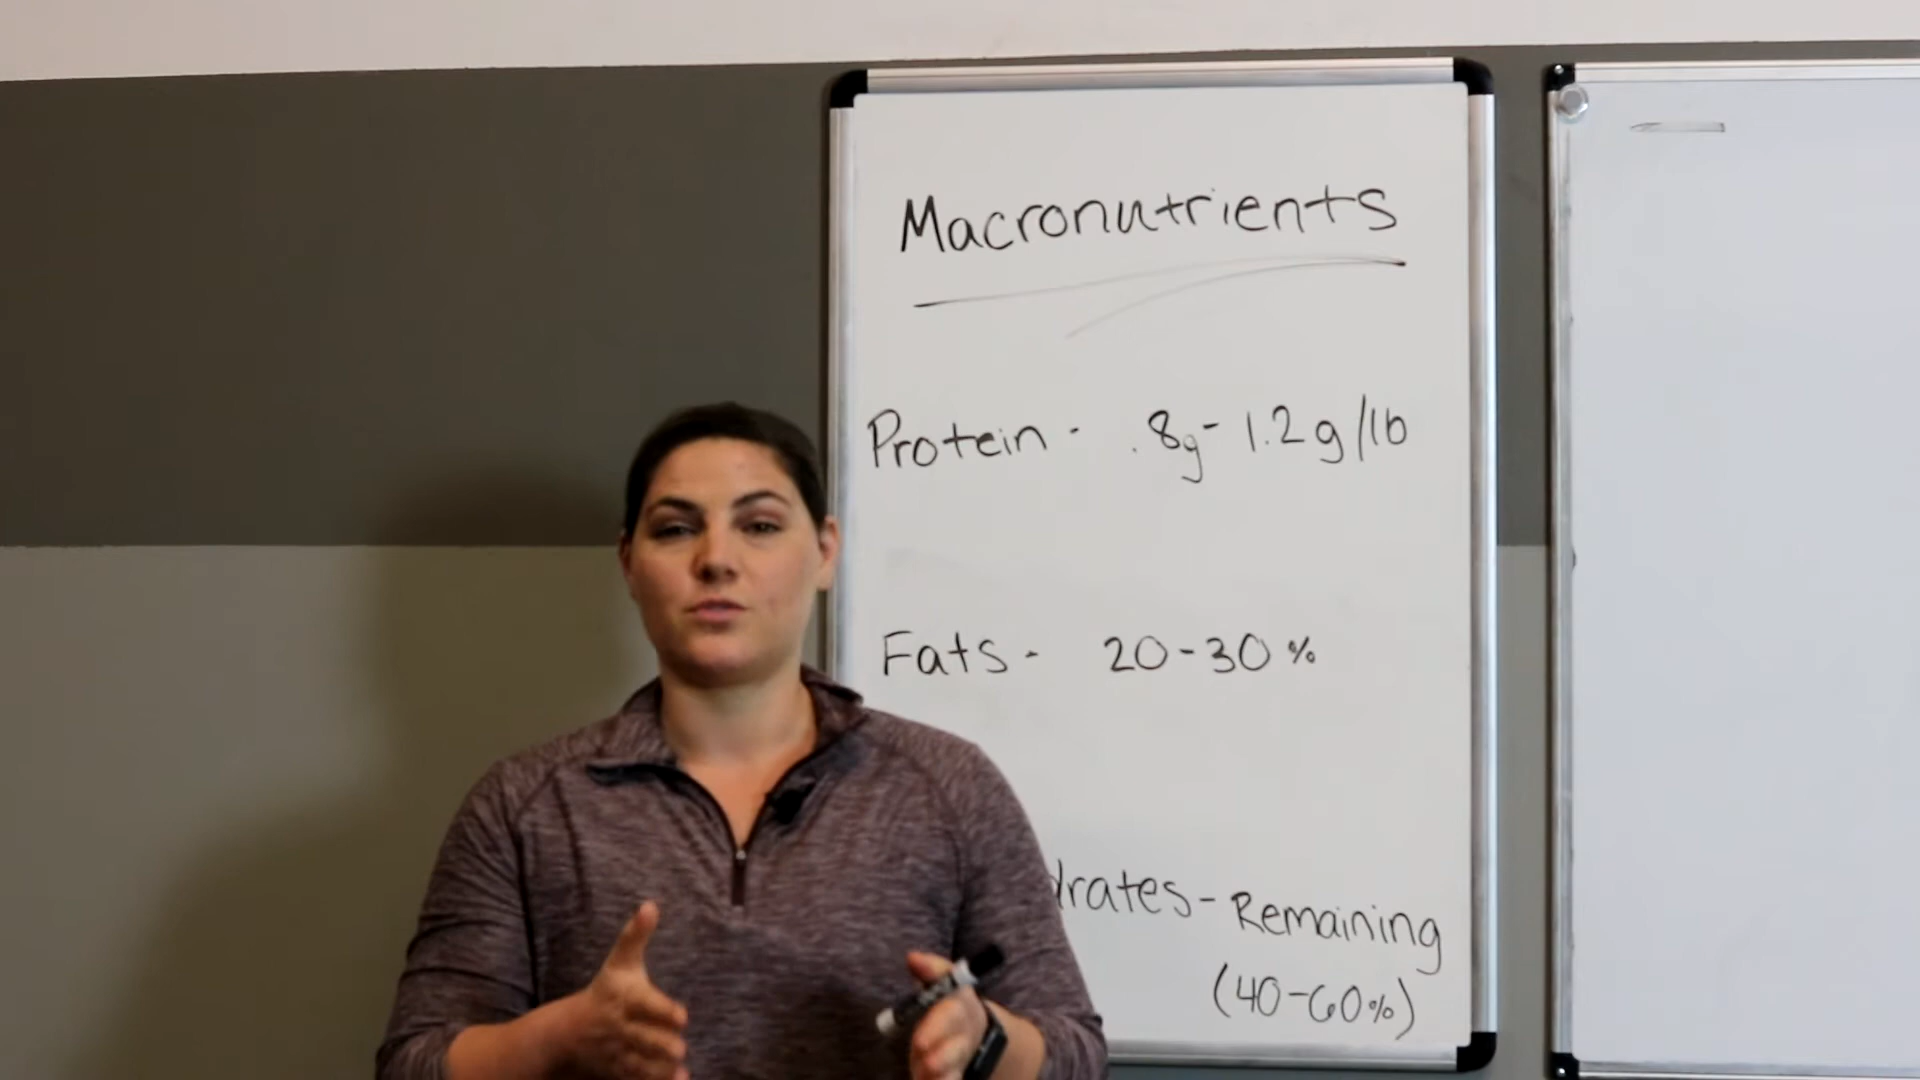 Macronutrients
Protein - .8g - 1.2g/lb
Fats - 20-30%
drates - Remaining
(40-60%)